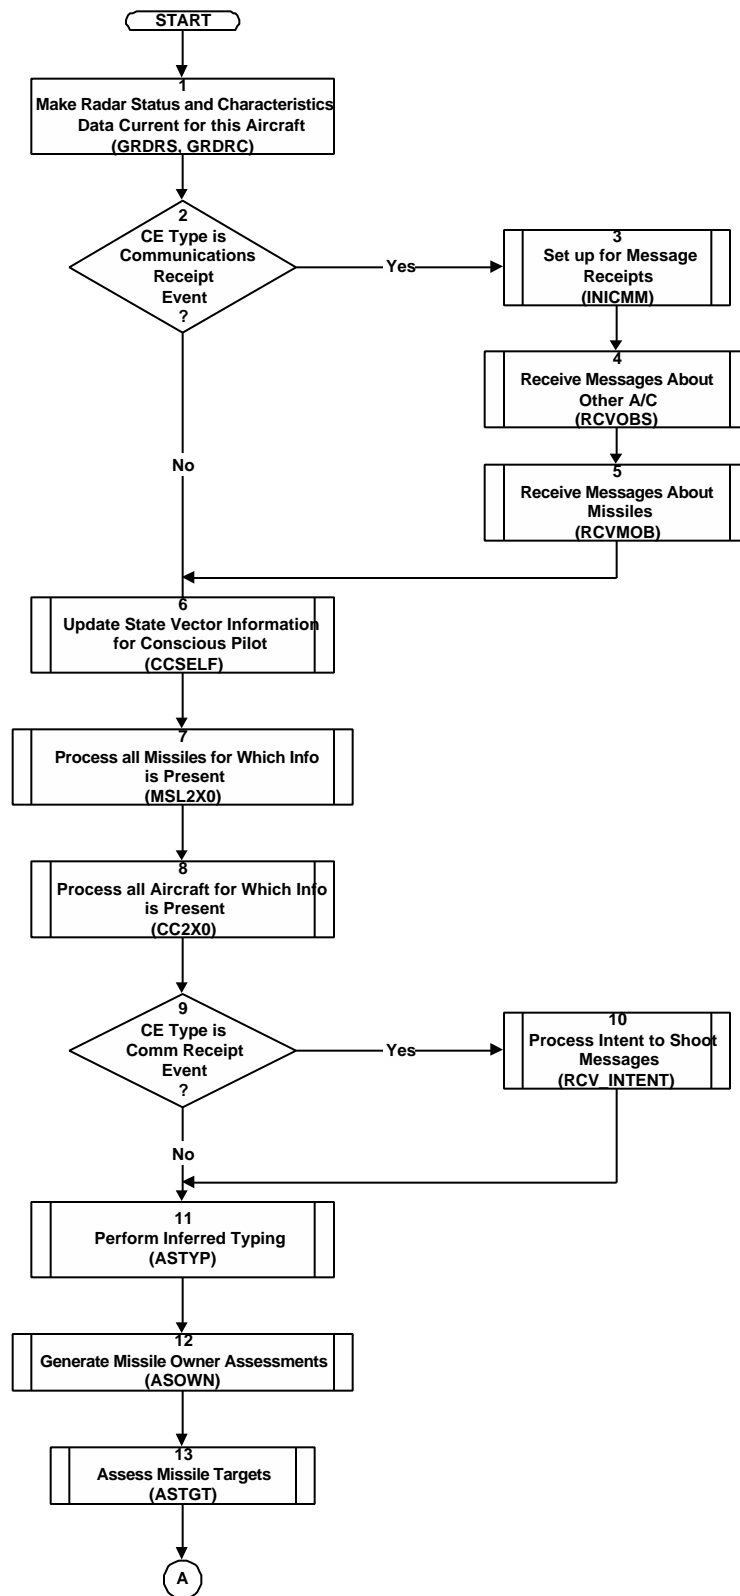 START
1
Make Radar Status and Characteristics
Data Current for this Aircraft
(GRDRS, GRDRC)
2
CE Type is
Communications
Receipt
Event
?
Yes
3
Set up for Message
Receipts
(INICMM)
4
Receive Messages About
Other A/C
(RCVOBS)
No
5
Receive Messages About
Missiles
(RCVMOB)
6
Update State Vector Information
for Conscious Pilot
(CCSELF)
7
Process all Missiles for Which Info
is Present
(MSL2X0)
8
Process all Aircraft for Which Info
is Present
(CC2X0)
9
CE Type is
Comm Receipt
Event
?
Yes
10
Process Intent to Shoot
Messages
(RCV_INTENT)
No
11
Perform Inferred Typing
(ASTYP)
12
Generate Missile Owner Assessments
(ASOWN)
13
Assess Missile Targets
(ASTGT)
A